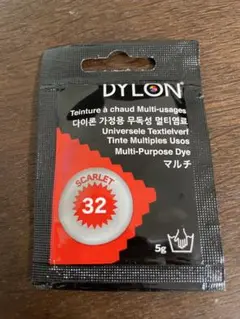 DYLON
Teinture à chaud Multi-usages
다이론 가정용 무독성 멀티염료
Universele Textielverf
Tinte Multiples Usos
Multi-Purpose Dye
マルチ
SCARLET
32
5g